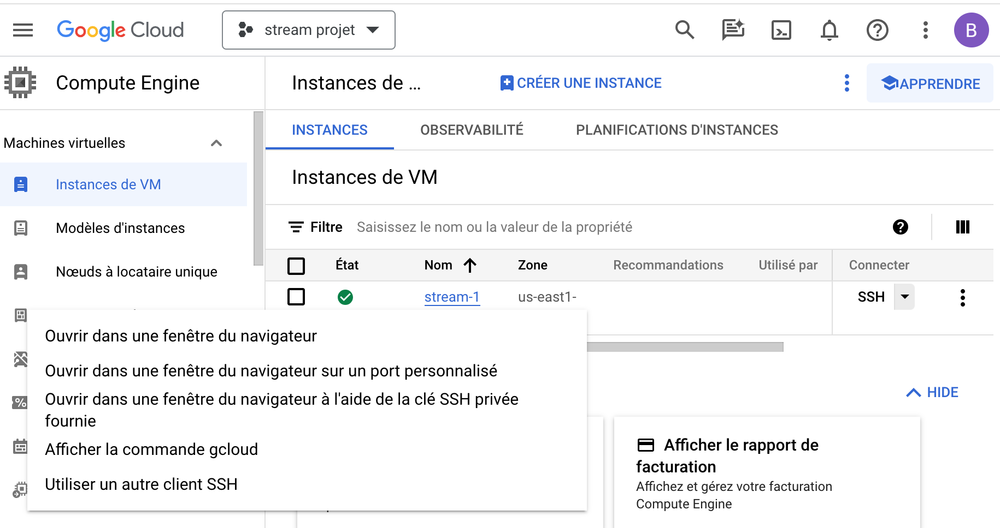 Google Cloud
stream projet
B
Compute Engine
Instances de ...
CRÉER UNE INSTANCE
APPRENDRE
Machines virtuelles
Instances de VM
Modèles d'instances
Nœuds à locataire unique
INSTANCES
OBSERVABILITÉ
PLANIFICATIONS D'INSTANCES
Instances de VM
Filtre
Saisissez le nom ou la valeur de la propriété
État
Nom
Zone
Recommandations
Utilisé par
Connecter
stream-1
us-east1-
SSH
Ouvrir dans une fenêtre du navigateur
Ouvrir dans une fenêtre du navigateur sur un port personnalisé
Ouvrir dans une fenêtre du navigateur à l'aide de la clé SSH privée
fournie
Afficher la commande gcloud
Utiliser un autre client SSH
HIDE
Afficher le rapport de
facturation
Affichez et gérez votre facturation
Compute Engine